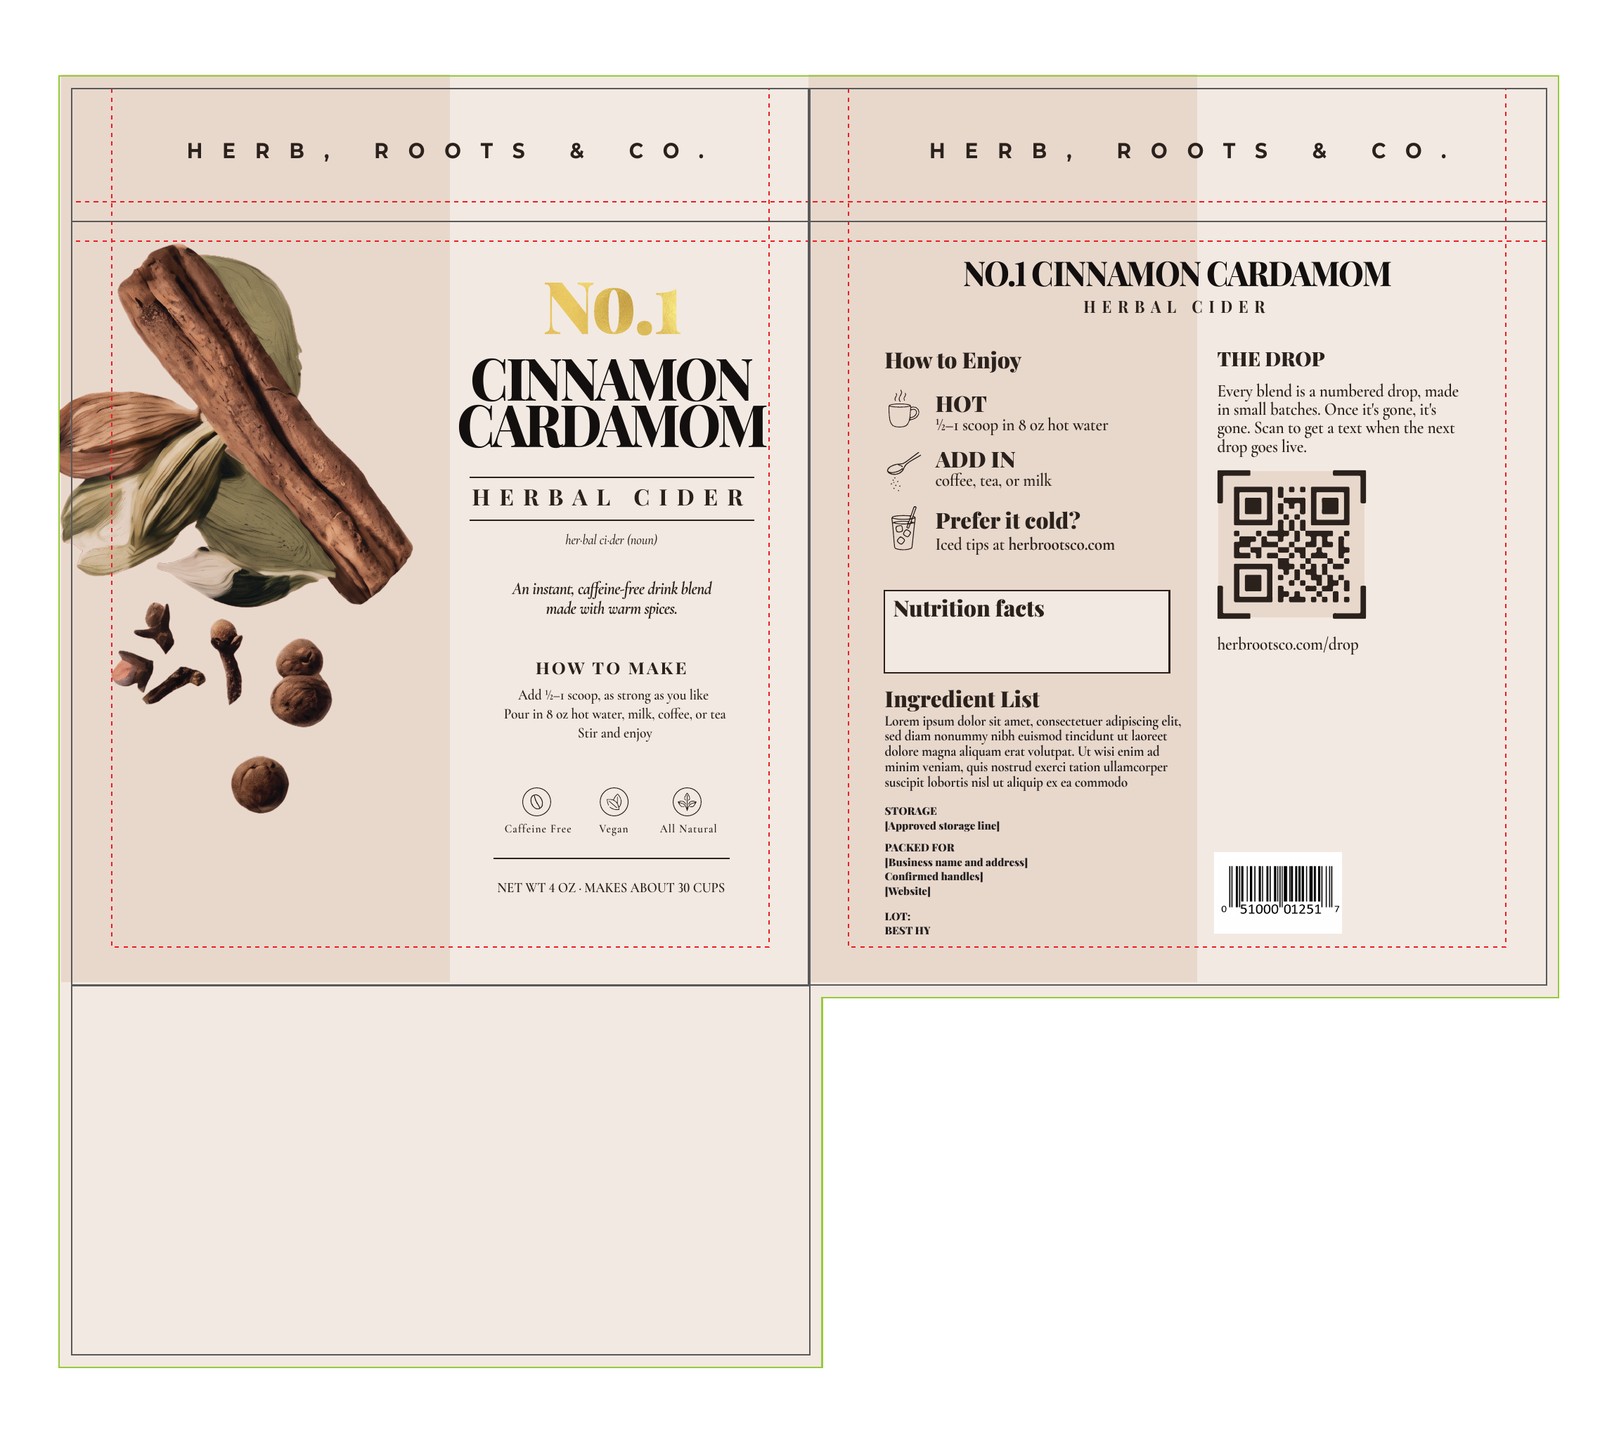 HERB, ROOTS & CO.
No.1
CINNAMON
CARDAMOM
HERBAL CIDER
her·bal ci·der (noun)
An instant, caffeine-free drink blend
made with warm spices.
HOW TO MAKE
Add ½–1 scoop, as strong as you like
Pour in 8 oz hot water, milk, coffee, or tea
Stir and enjoy
Caffeine Free
Vegan
All Natural
NET WT 4 OZ · MAKES ABOUT 30 CUPS
HERB, ROOTS & CO.
NO.1 CINNAMON CARDAMOM
HERBAL CIDER
How to Enjoy
HOT
½–1 scoop in 8 oz hot water
ADD IN
coffee, tea, or milk
Prefer it cold?
Iced tips at herbrootsco.com
Nutrition facts
Ingredient List
Lorem ipsum dolor sit amet, consectetuer adipiscing elit,
sed diam nonummy nibh euismod tincidunt ut laoreet
dolore magna aliquam erat volutpat. Ut wisi enim ad
minim veniam, quis nostrud exerci tation ullamcorper
suscipit lobortis nisl ut aliquip ex ea commodo
STORAGE
[Approved storage line]
PACKED FOR
[Business name and address]
Confirmed handles]
[Website]
LOT:
BEST HY
THE DROP
Every blend is a numbered drop, made
in small batches. Once it's gone, it's
gone. Scan to get a text when the next
drop goes live.
herbrootsco.com/drop
0 51000 01251 7